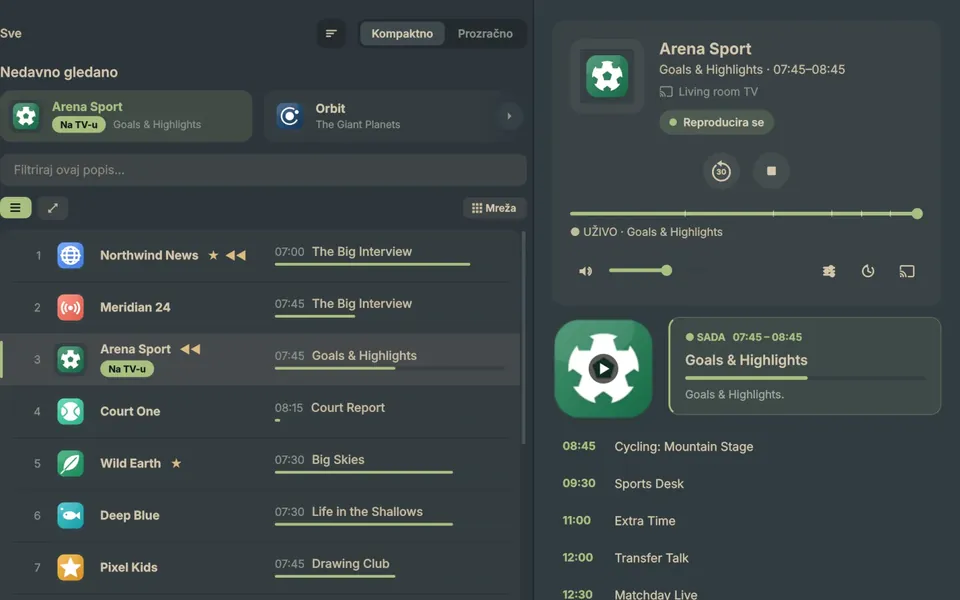 Sve
Kompaktno
Prozračno
Nedavno gledano
Arena Sport
Na TV-u
Goals & Highlights
Orbit
The Giant Planets
Filtriraj ovaj popis...
Mreža
1
Northwind News
07:00 The Big Interview
2
Meridian 24
07:45 The Big Interview
3
Arena Sport
Na TV-u
07:45 Goals & Highlights
4
Court One
08:15 Court Report
5
Wild Earth
07:30 Big Skies
6
Deep Blue
07:30 Life in the Shallows
7
Pixel Kids
07:45 Drawing Club
Arena Sport
Goals & Highlights · 07:45–08:45
Living room TV
Reproducira se
30
UŽIVO · Goals & Highlights
SADA 07:45 – 08:45
Goals & Highlights
Goals & Highlights.
08:45 Cycling: Mountain Stage
09:30 Sports Desk
11:00 Extra Time
12:00 Transfer Talk
12:30 Matchday Live